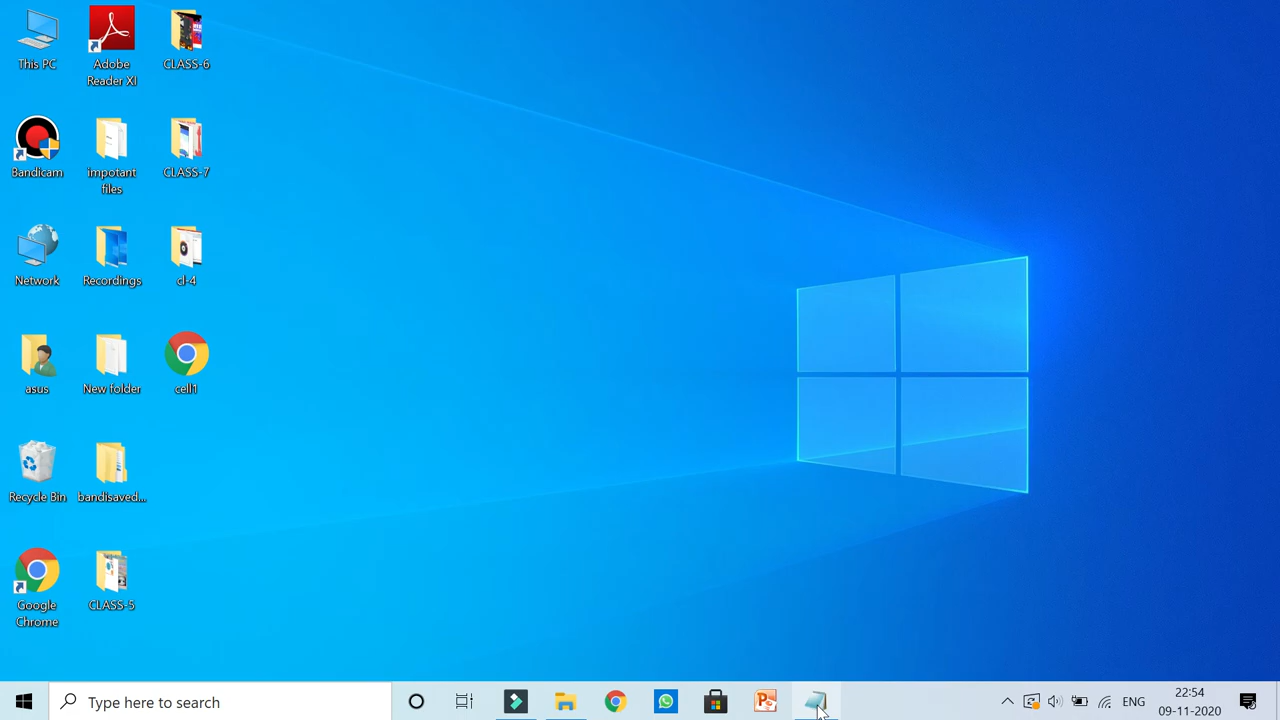 This PC
Adobe
Reader XI
CLASS-6
Bandicam
impotant
files
CLASS-7
Network
Recordings
cl-4
asus
New folder
cell1
Recycle Bin
bandisaved...
Google
Chrome
CLASS-5
Type here to search
ENG
22:54
09-11-2020